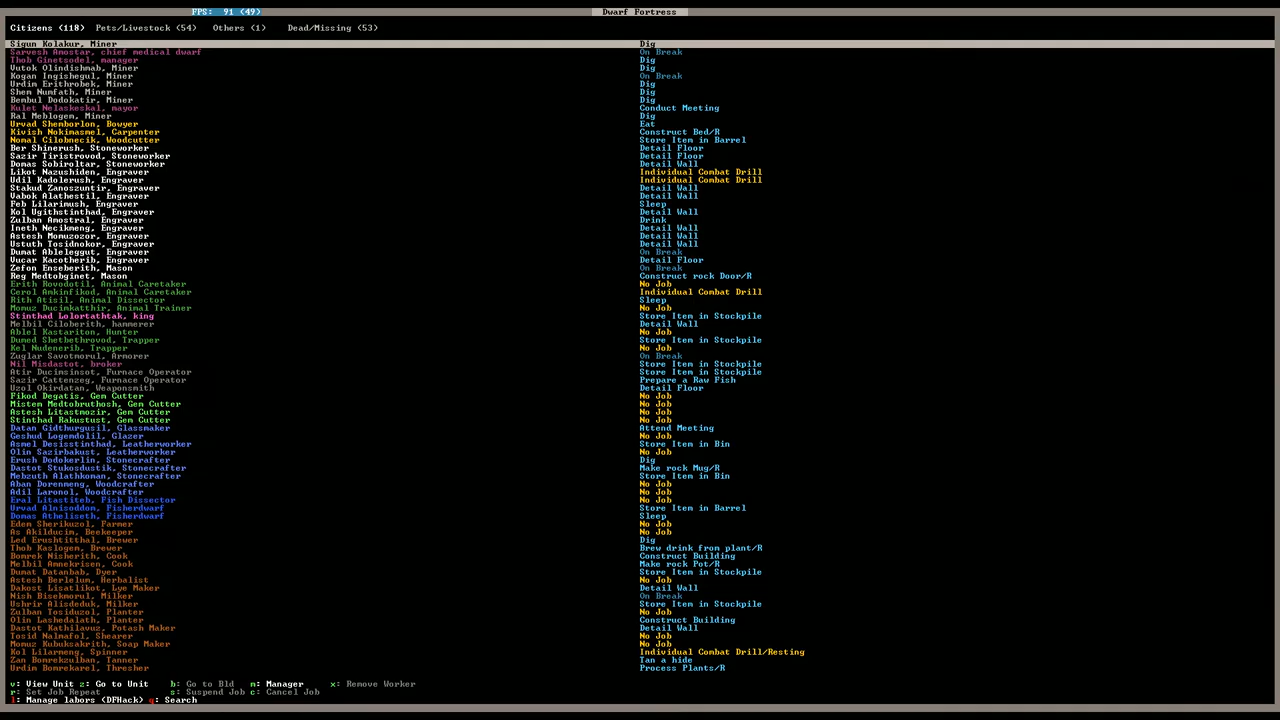 FPS: 91 (49) Dwarf Fortress
Citizens (118) Pets/Livestock (54) Others (1) Dead/Missing (53)
Sigun Kolakur, Miner Dig
Sarvesh Amostar, chief medical dwarf On Break
Thob Ginetsodel, manager Dig
Vutok Olindishmab, Miner Dig
Kogan Ingishegul, Miner On Break
Urdim Erithrobek, Miner Dig
Shem Numfath, Miner Dig
Bembul Dodokatir, Miner Dig
Kulet Nelaskeskal, mayor Conduct Meeting
Ral Meblogem, Miner Dig
Urvad Shemborlon, Bowyer Eat
Kivish Nokimasmel, Carpenter Construct Bed/R
Nomal Cilobnecik, Woodcutter Store Item in Barrel
Ber Shinerush, Stoneworker Detail Floor
Sazir Tiristrovod, Stoneworker Detail Floor
Domas Sobiroltar, Stoneworker Detail Wall
Likot Nazushiden, Engraver Individual Combat Drill
Udil Kadolerush, Engraver Individual Combat Drill
Stakud Zanoszuntir, Engraver Detail Wall
Vabok Alathestil, Engraver Detail Wall
Feb Lilarimush, Engraver Sleep
Kol Ugithstinthad, Engraver Detail Wall
Zulban Amostral, Engraver Drink
Ineth Necikmeng, Engraver Detail Wall
Astesh Momuzozor, Engraver Detail Wall
Ustuth Tosidnokor, Engraver Detail Wall
Dumat Ableleggut, Engraver On Break
Vucar Kacotherib, Engraver Detail Floor
Zefon Enseberith, Mason On Break
Reg Medtobginet, Mason Construct rock Door/R
Erith Rovodotil, Animal Caretaker No Job
Cerol Amkinfikod, Animal Caretaker Individual Combat Drill
Rith Atisil, Animal Dissector Sleep
Momuz Ducimkatthir, Animal Trainer No Job
Stinthad Lolortathtak, king Store Item in Stockpile
Melbil Ciloberith, hammerer Detail Wall
Ablel Kastariton, Hunter No Job
Dumed Shetbethrovod, Trapper Store Item in Stockpile
Kel Nudenerib, Trapper No Job
Zuglar Savotmorul, Armorer On Break
Nil Misdastot, broker Store Item in Stockpile
Atir Ducimsinsot, Furnace Operator Store Item in Stockpile
Sazir Cattenzeg, Furnace Operator Prepare a Raw Fish
Uzol Okirdatan, Weaponsmith Detail Floor
Fikod Degatis, Gem Cutter No Job
Mistem Medtobruthosh, Gem Cutter No Job
Astesh Litastmozir, Gem Cutter No Job
Stinthad Rakustust, Gem Cutter No Job
Datan Gidthurgusil, Glassmaker Attend Meeting
Geshud Logemdolil, Glazer No Job
Asmel Desisstinthad, Leatherworker Store Item in Bin
Olin Sazirbakust, Leatherworker No Job
Erush Dodokerlin, Stonecrafter Dig
Dastot Stukosdustik, Stonecrafter Make rock Mug/R
Mebzuth Alathkoman, Stonecrafter Store Item in Bin
Aban Dorenmeng, Woodcrafter No Job
Adil Laronol, Woodcrafter No Job
Eral Litastiteb, Fish Dissector No Job
Urvad Alnisoddom, Fisherdwarf Store Item in Barrel
Domas Atheliseth, Fisherdwarf Sleep
Edem Sherikuzol, Farmer No Job
As Akilducim, Beekeeper No Job
Led Erushtitthal, Brewer Dig
Thob Kaslogem, Brewer Brew drink from plant/R
Bomrek Nisherith, Cook Construct Building
Melbil Amnekrisen, Cook Make rock Pot/R
Dumat Datanbab, Dyer Store Item in Stockpile
Astesh Berlelum, Herbalist No Job
Dakost Lisatlikot, Lye Maker Detail Wall
Nish Bisekmorul, Milker On Break
Ushrir Alisdeduk, Milker Store Item in Stockpile
Zulban Tosiduzol, Planter No Job
Olin Lashedalath, Planter Construct Building
Dastot Kathilavuz, Potash Maker Detail Wall
Tosid Nalmafol, Shearer No Job
Momuz Kubuksakrith, Soap Maker No Job
Kol Lilarmeng, Spinner Individual Combat Drill/Resting
Zan Bomrekzulban, Tanner Tan a hide
Urdim Bomrekarel, Thresher Process Plants/R
v: View Unit z: Go to Unit b: Go to Bld m: Manager x: Remove Worker
r: Set Job Repeat s: Suspend Job c: Cancel Job
l: Manage labors (DFHack) q: Search